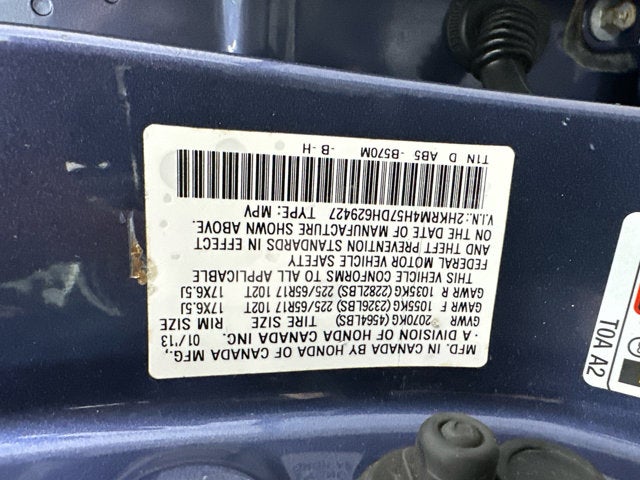 MFD. IN CANADA BY HONDA OF CANADA MFG.,
· A DIVISION OF HONDA CANADA INC. 01/13
GVWR 2070KG(4564LBS) TIRE SIZE RIM SIZE
GAWR F 1055KG(2326LBS) 225/65R17 102T 17X6.5J
GAWR R 1035KG(2282LBS) 225/65R17 102T 17X6.5J
THIS VEHICLE CONFORMS TO ALL APPLICABLE
FEDERAL MOTOR VEHICLE SAFETY
AND THEFT PREVENTION STANDARDS IN EFFECT
ON THE DATE OF MANUFACTURE SHOWN ABOVE.
V.I.N.:2HKRM4H57DH629427 TYPE: MPV
T1N D AB5 -B570M -B -H
T0A A2